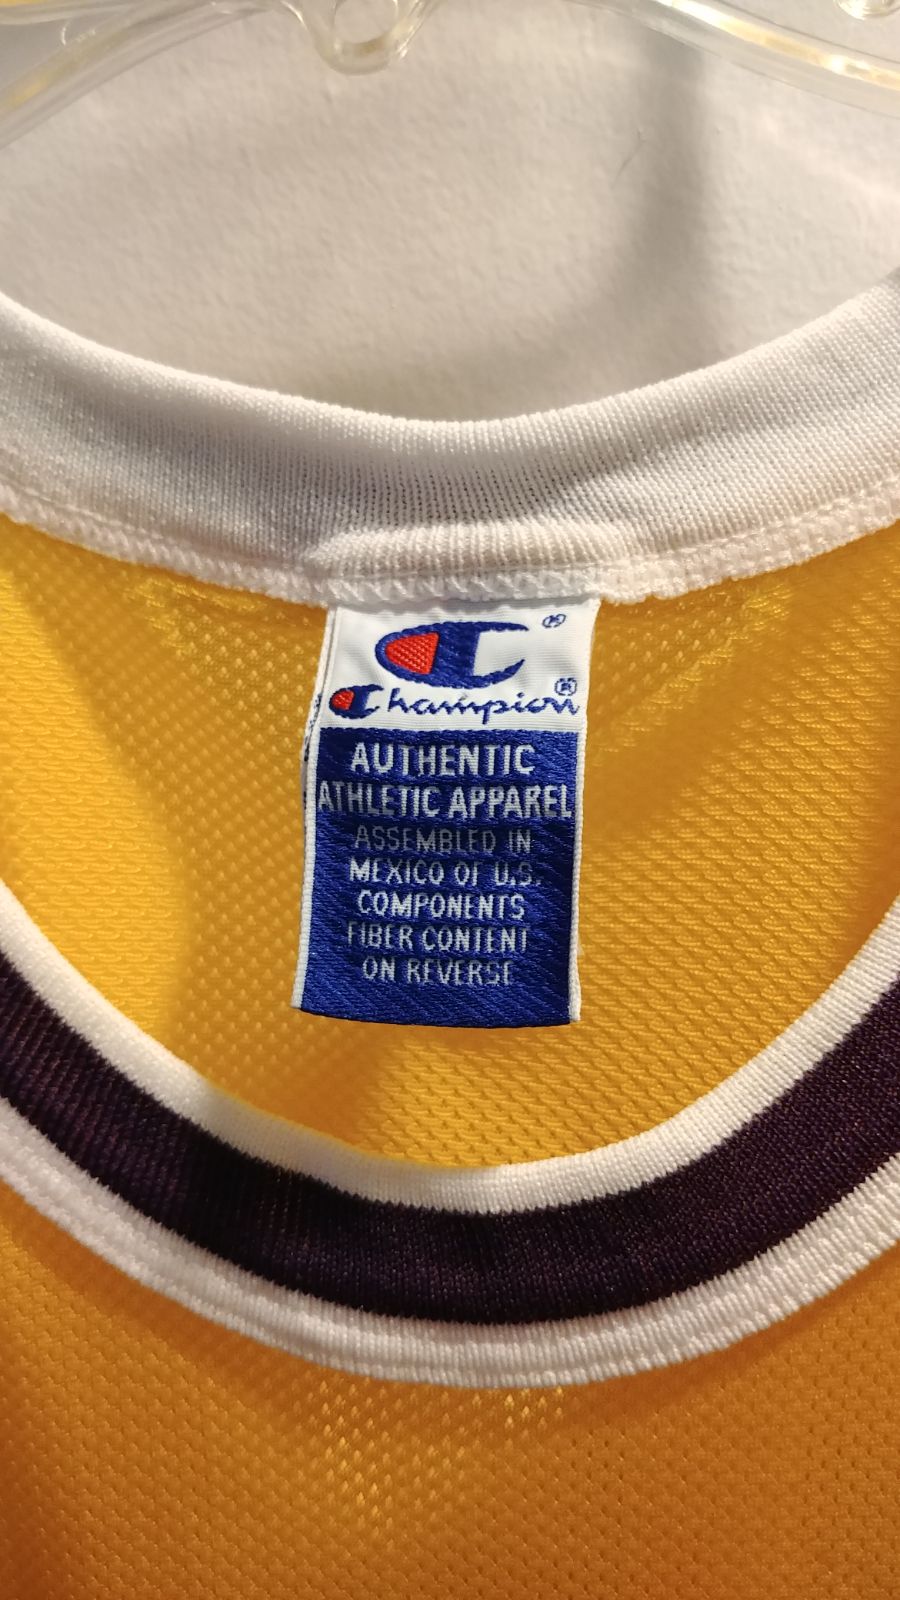 Champion®
AUTHENTIC
ATHLETIC APPAREL
ASSEMBLED IN
MEXICO OF U.S.
COMPONENTS
FIBER CONTENT
ON REVERSE